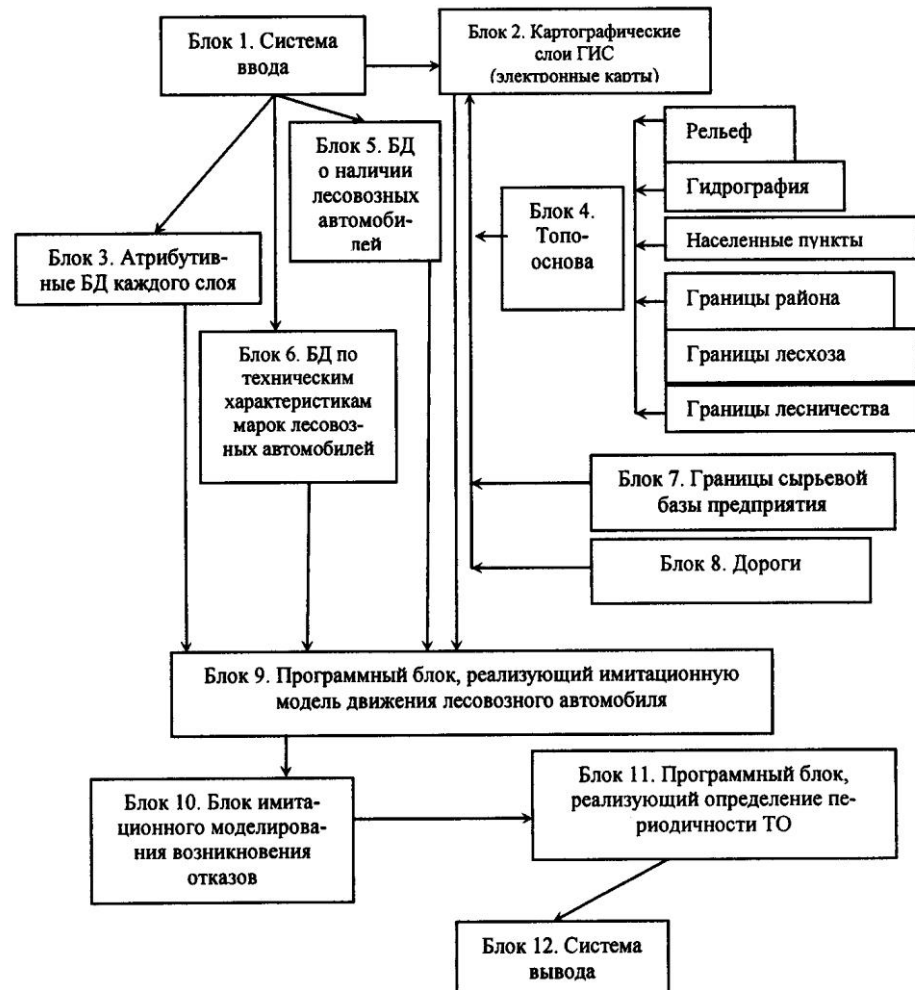 Блок 1. Система
ввода
Блок 2. Картографические
слои ГИС
(электронные карты)
Блок 5. БД
о наличии
лесовозных
автомоби-
лей
Рельеф
Гидрография
Блок 4.
Топо-
основа
Населенные пункты
Блок 3. Атрибутив-
ные БД каждого слоя
Границы района
Границы лесхоза
Границы лесничества
Блок 6. БД по
техническим
характеристикам
марок лесовоз-
ных автомобилей
Блок 7. Границы сырьевой
базы предприятия
Блок 8. Дороги
Блок 9. Программный блок, реализующий имитационную
модель движения лесовозного автомобиля
Блок 10. Блок имита-
ционного моделирова-
ния возникновения
отказов
Блок 11. Программный блок,
реализующий определение пе-
риодичности ТО
Блок 12. Система
вывода